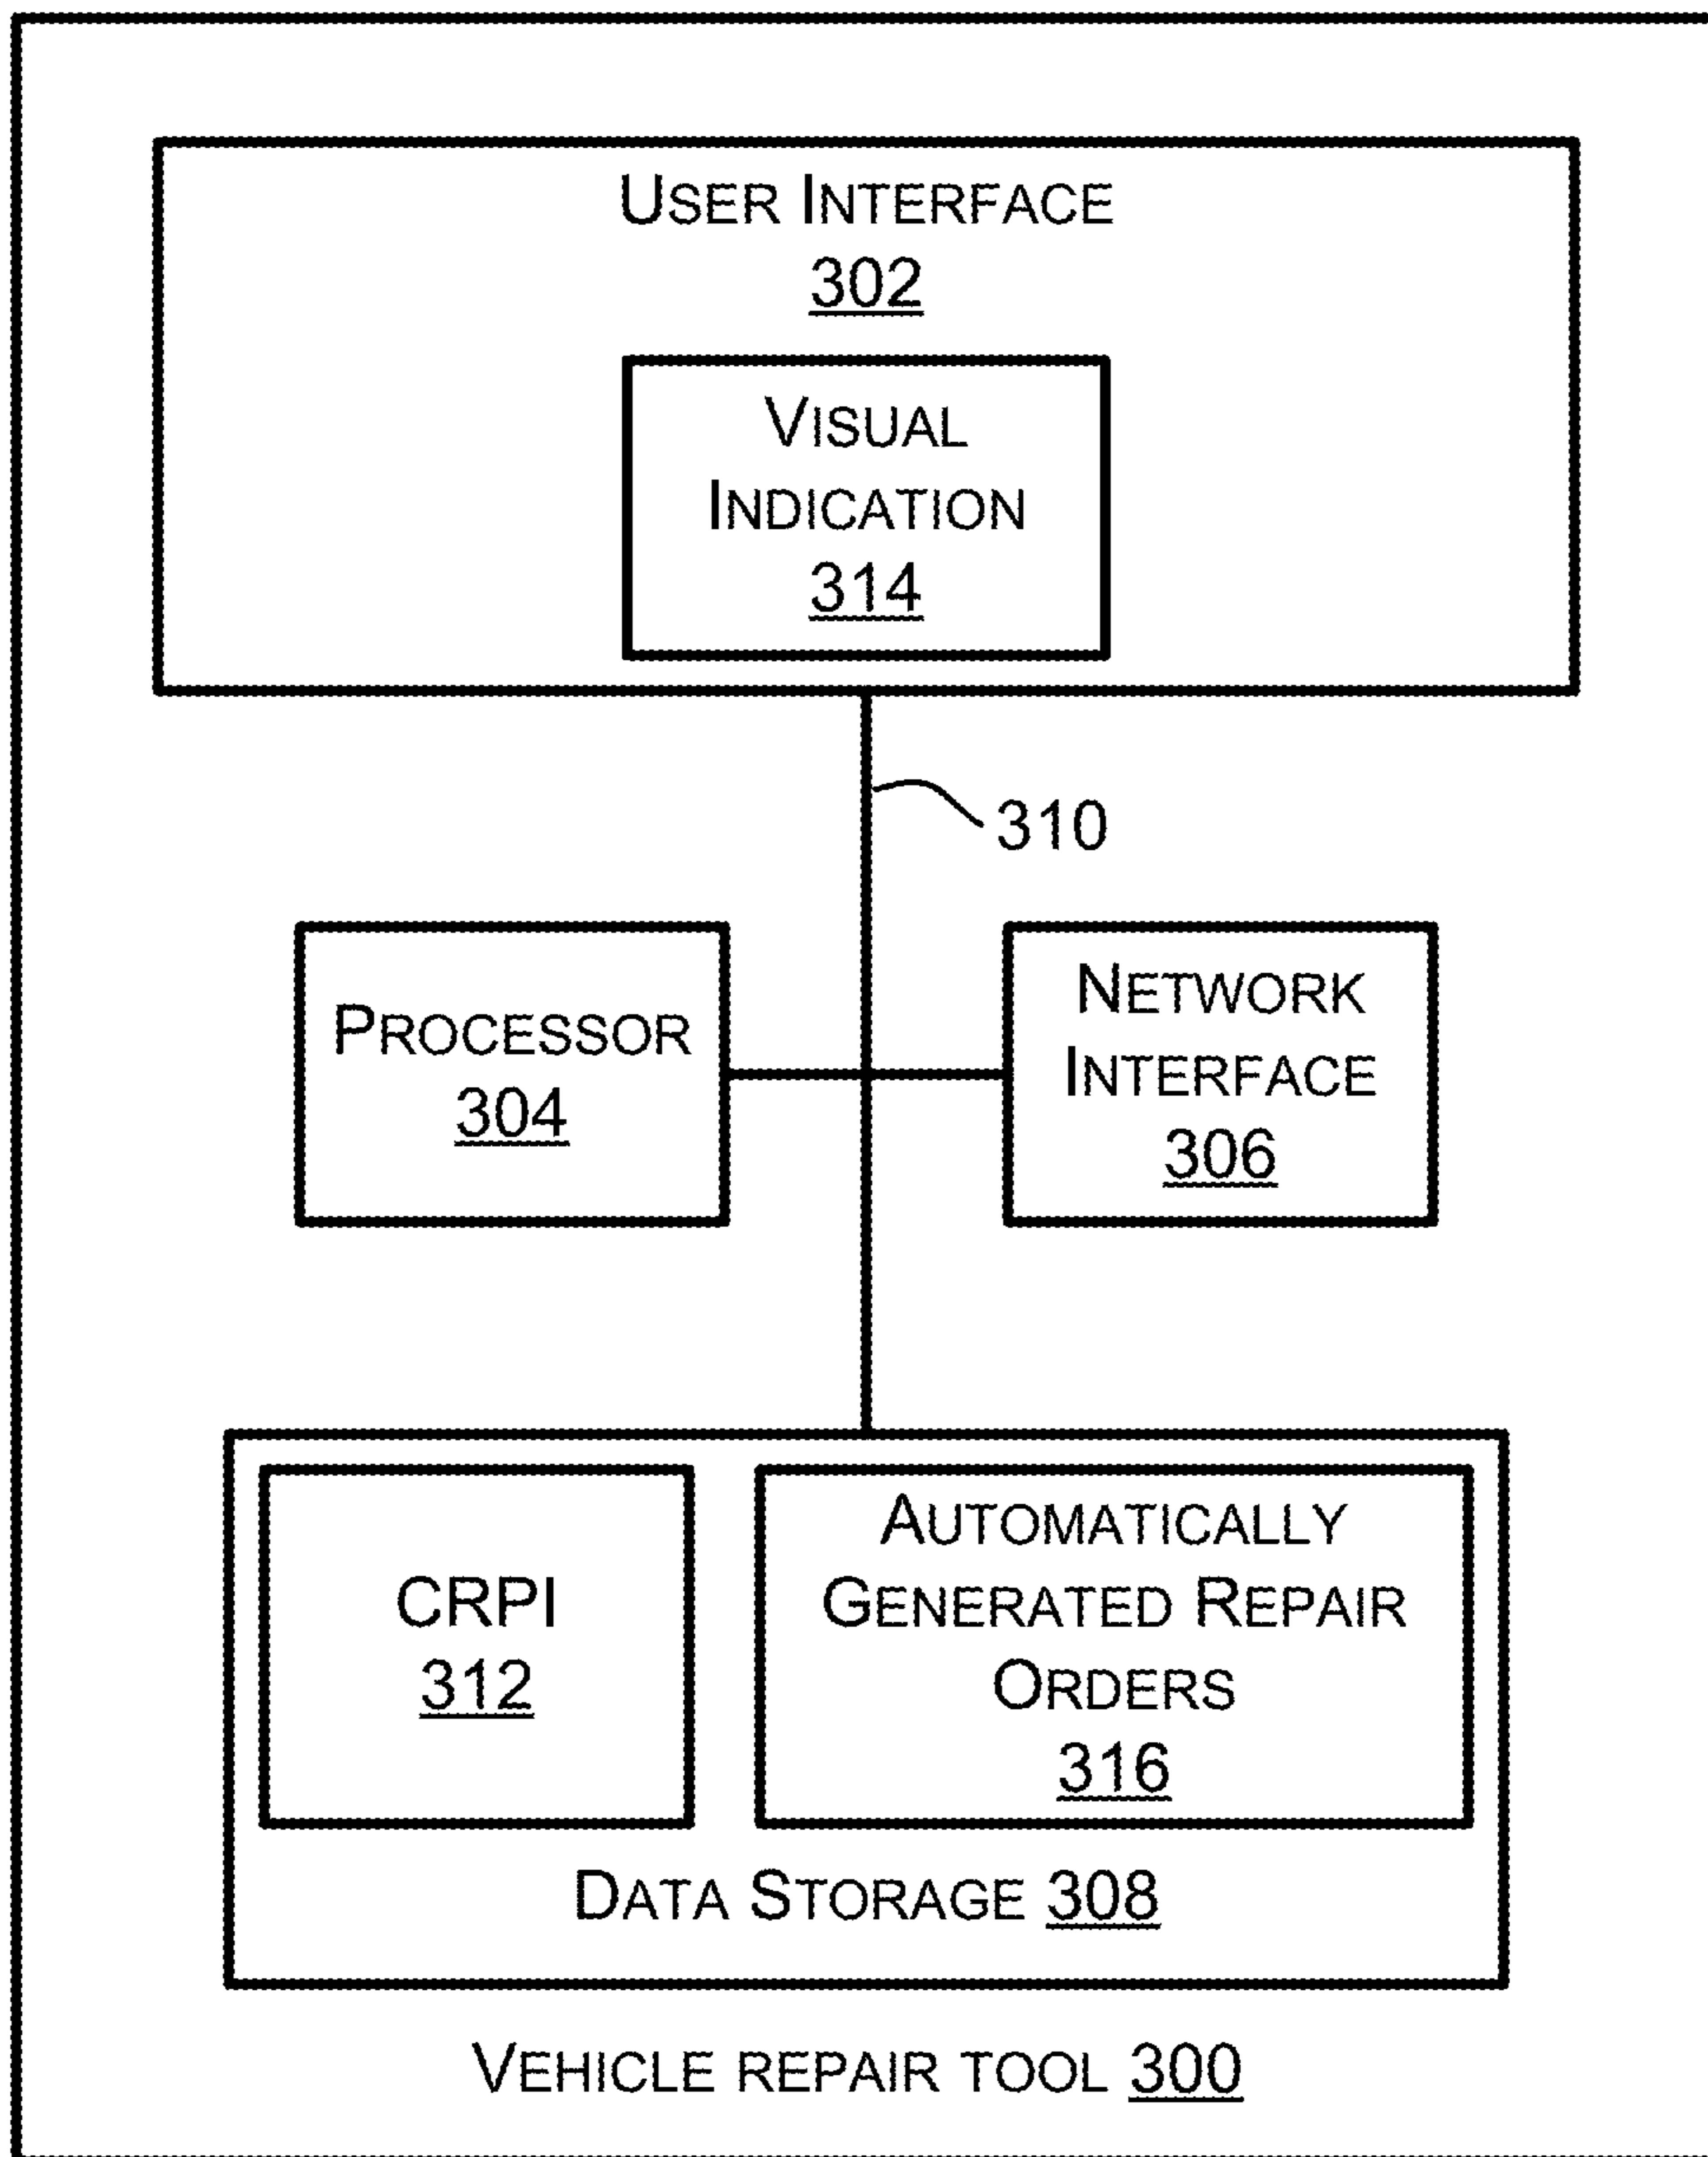 USER INTERFACE
302
VISUAL
INDICATION
314
310
PROCESSOR
304
NETWORK
INTERFACE
306
CRPI
312
AUTOMATICALLY
GENERATED REPAIR
ORDERS
316
DATA STORAGE 308
VEHICLE REPAIR TOOL 300